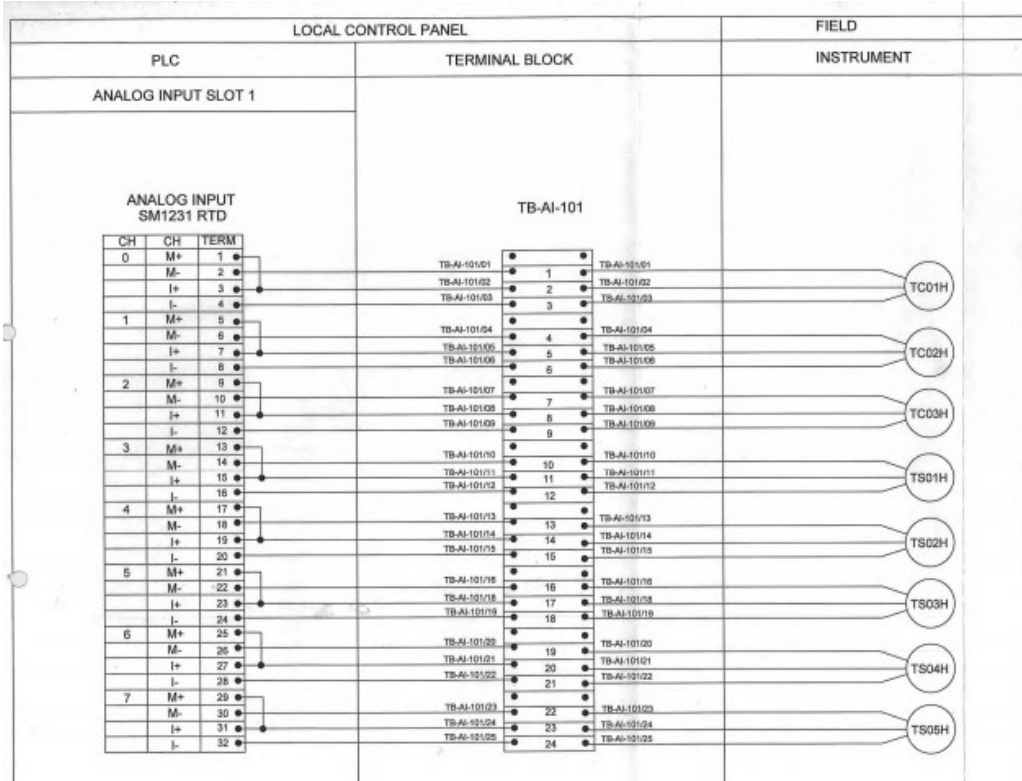 LOCAL CONTROL PANEL FIELD
PLC TERMINAL BLOCK INSTRUMENT
ANALOG INPUT SLOT 1
ANALOG INPUT
SM1231 RTD
TB-AI-101
CH CH TERM
0 M+ 1
TB-AI-101/01 TB-AI-101/01
M- 2 1
TB-AI-101/02 TB-AI-101/02
I+ 3 2 TC01H
TB-AI-101/03 TB-AI-101/03
I- 4 3
1 M+ 5
TB-AI-101/04 TB-AI-101/04
M- 6 4
TB-AI-101/05 TB-AI-101/05
I+ 7 5 TC02H
TB-AI-101/06 TB-AI-101/06
I- 8 6
2 M+ 9
TB-AI-101/07 TB-AI-101/07
M- 10 7
TB-AI-101/08 TB-AI-101/08
I+ 11 8 TC03H
TB-AI-101/09 TB-AI-101/09
I- 12 9
3 M+ 13
TB-AI-101/10 TB-AI-101/10
M- 14 10
TB-AI-101/11 TB-AI-101/11
I+ 15 11 TS01H
TB-AI-101/12 TB-AI-101/12
I- 16 12
4 M+ 17
TB-AI-101/13 TB-AI-101/13
M- 18 13
TB-AI-101/14 TB-AI-101/14
I+ 19 14 TS02H
TB-AI-101/15 TB-AI-101/15
I- 20 15
5 M+ 21
TB-AI-101/16 TB-AI-101/16
M- 22 16
TB-AI-101/18 TB-AI-101/18
I+ 23 17 TS03H
TB-AI-101/19 TB-AI-101/19
I- 24 18
6 M+ 25
TB-AI-101/20 TB-AI-101/20
M- 26 19
TB-AI-101/21 TB-AI-101/21
I+ 27 20 TS04H
TB-AI-101/22 TB-AI-101/22
I- 28 21
7 M+ 29
TB-AI-101/23 TB-AI-101/23
M- 30 22
TB-AI-101/24 TB-AI-101/24
I+ 31 23 TS05H
TB-AI-101/25 TB-AI-101/25
I- 32 24